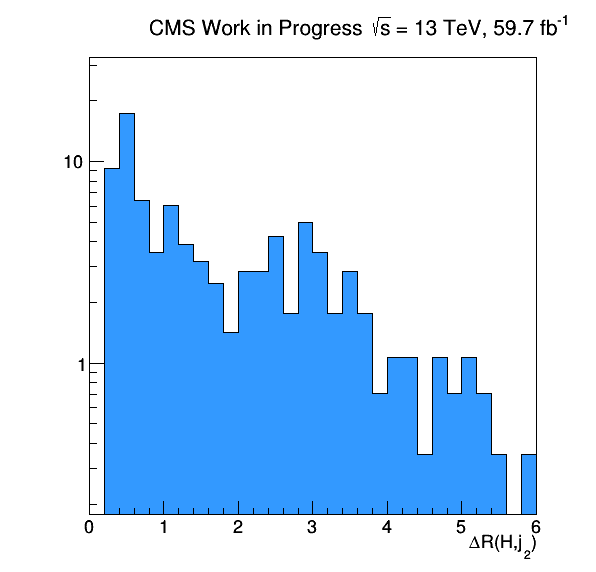 CMS Work in Progress √s = 13 TeV, 59.7 fb⁻¹
10
1
0 1 2 3 4 5 6
ΔR(H,j₂)